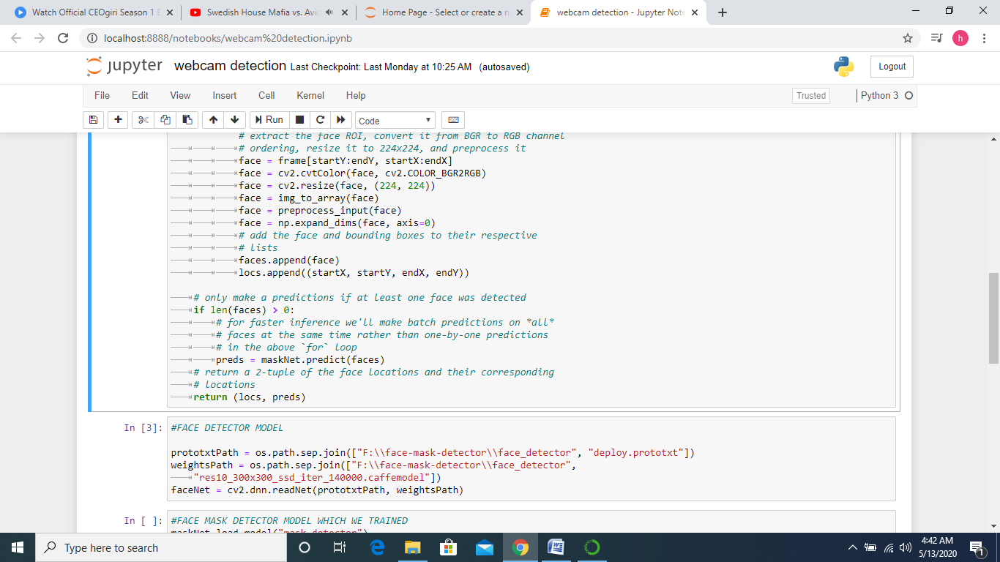 Watch Official CEOgiri Season 1 E
Swedish House Mafia vs. Avic
Home Page - Select or create a n
webcam detection - Jupyter Note
localhost:8888/notebooks/webcam%20detection.ipynb
h
jupyter webcam detection Last Checkpoint: Last Monday at 10:25 AM (autosaved)
Logout
File Edit View Insert Cell Kernel Help
Trusted
Python 3
Run
Code
# extract the face ROI, convert it from BGR to RGB channel
# ordering, resize it to 224x224, and preprocess it
face = frame[startY:endY, startX:endX]
face = cv2.cvtColor(face, cv2.COLOR_BGR2RGB)
face = cv2.resize(face, (224, 224))
face = img_to_array(face)
face = preprocess_input(face)
face = np.expand_dims(face, axis=0)
# add the face and bounding boxes to their respective
# lists
faces.append(face)
locs.append((startX, startY, endX, endY))
# only make a predictions if at least one face was detected
if len(faces) > 0:
# for faster inference we'll make batch predictions on *all*
# faces at the same time rather than one-by-one predictions
# in the above `for` loop
preds = maskNet.predict(faces)
# return a 2-tuple of the face locations and their corresponding
# locations
return (locs, preds)
In [3]:
#FACE DETECTOR MODEL
prototxtPath = os.path.sep.join(["F:\\face-mask-detector\\face_detector", "deploy.prototxt"])
weightsPath = os.path.sep.join(["F:\\face-mask-detector\\face_detector",
"res10_300x300_ssd_iter_140000.caffemodel"])
faceNet = cv2.dnn.readNet(prototxtPath, weightsPath)
In [ ]:
#FACE MASK DETECTOR MODEL WHICH WE TRAINED
maskNet load_model("mask_detector")
Type here to search
4:42 AM
5/13/2020
1